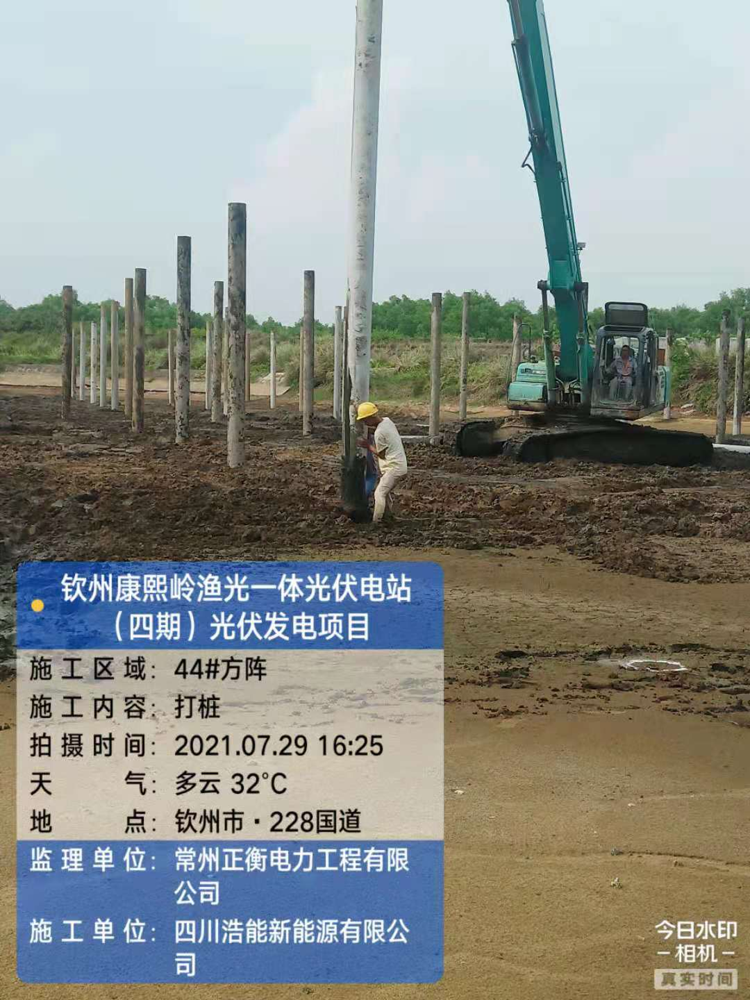 钦州康熙岭渔光一体光伏电站
（四期）光伏发电项目
施工区域：44#方阵
施工内容：打桩
拍摄时间：2021.07.29 16:25
天气：多云 32°C
地点：钦州市·228国道
监理单位：常州正衡电力工程有限
公司
施工单位：四川浩能新能源有限公
司
今日水印
-相机-
真实时间